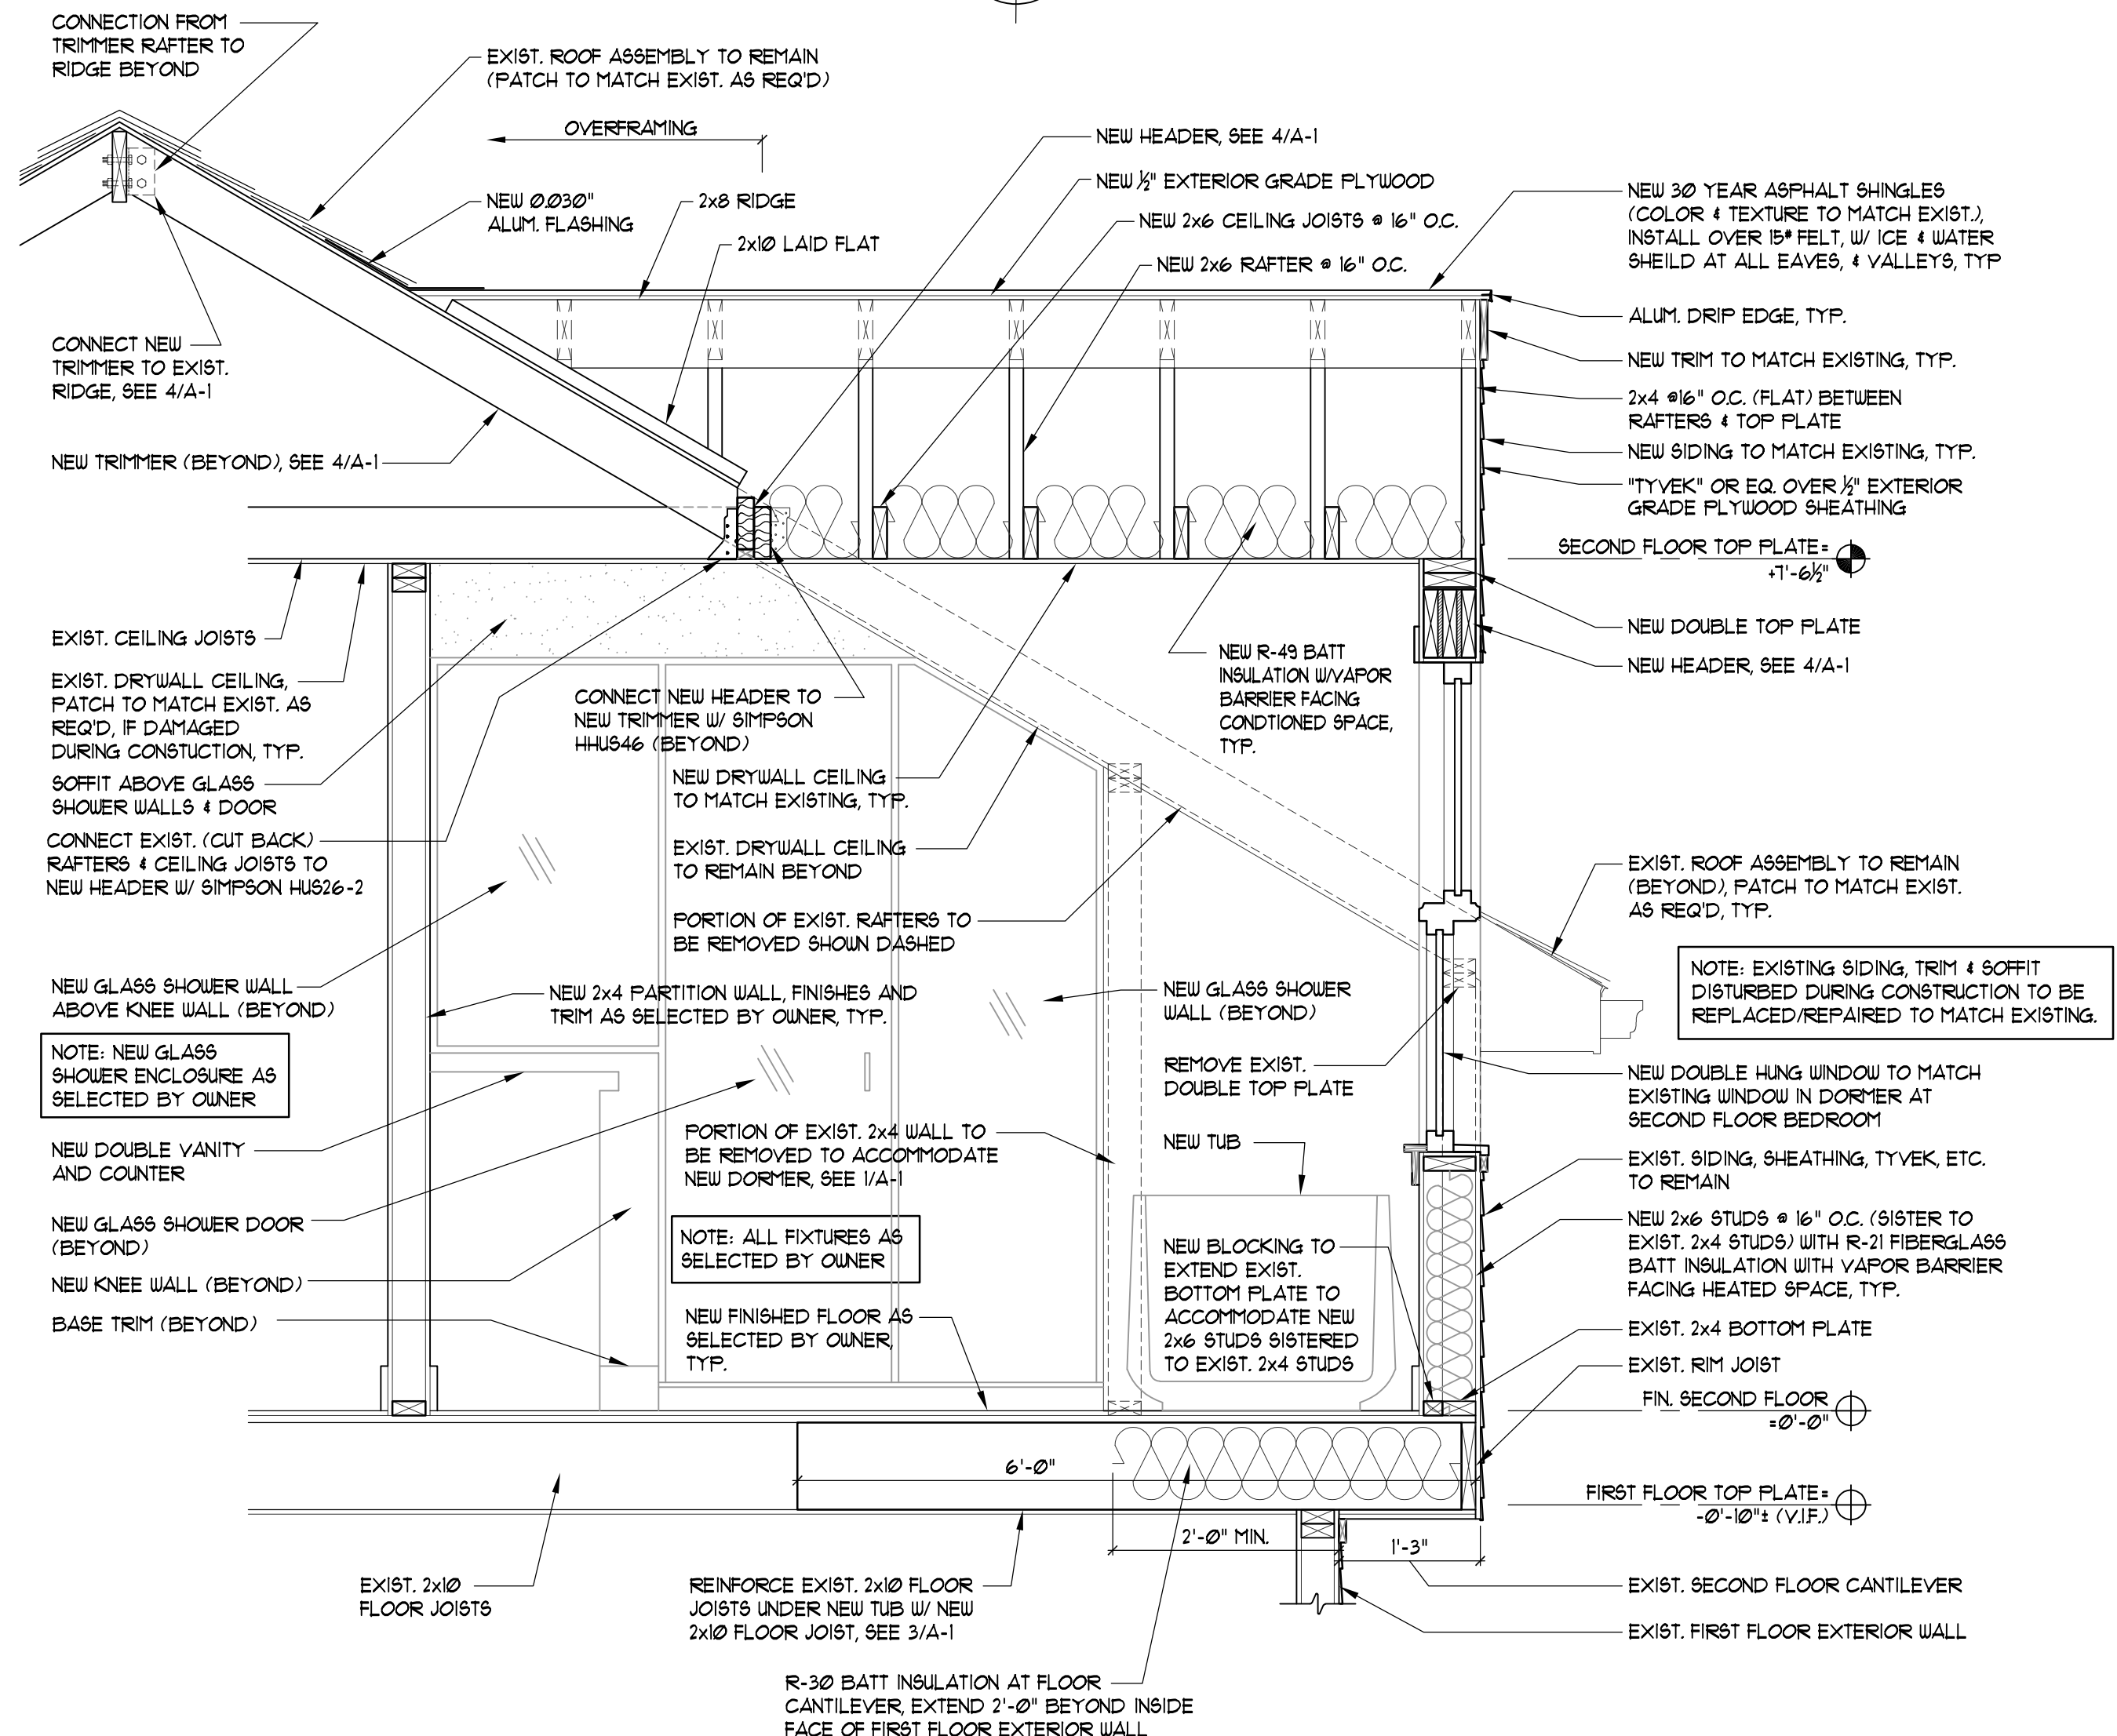 CONNECTION FROM
TRIMMER RAFTER TO
RIDGE BEYOND
EXIST. ROOF ASSEMBLY TO REMAIN
(PATCH TO MATCH EXIST. AS REQ'D)
OVERFRAMING
NEW 0.030"
ALUM. FLASHING
2x8 RIDGE
2x10 LAID FLAT
NEW HEADER, SEE 4/A-1
NEW ½" EXTERIOR GRADE PLYWOOD
NEW 2x6 CEILING JOISTS @ 16" O.C.
NEW 2x6 RAFTER @ 16" O.C.
NEW 30 YEAR ASPHALT SHINGLES
(COLOR & TEXTURE TO MATCH EXIST.),
INSTALL OVER 15# FELT, W/ ICE & WATER
SHEILD AT ALL EAVES, & VALLEYS, TYP
ALUM. DRIP EDGE, TYP.
NEW TRIM TO MATCH EXISTING, TYP.
2x4 @16" O.C. (FLAT) BETWEEN
RAFTERS & TOP PLATE
NEW SIDING TO MATCH EXISTING, TYP.
"TYVEK" OR EQ. OVER ½" EXTERIOR
GRADE PLYWOOD SHEATHING
SECOND FLOOR TOP PLATE=
+7'-6½"
NEW DOUBLE TOP PLATE
NEW HEADER, SEE 4/A-1
CONNECT NEW
TRIMMER TO EXIST.
RIDGE, SEE 4/A-1
NEW TRIMMER (BEYOND), SEE 4/A-1
EXIST. CEILING JOISTS
EXIST. DRYWALL CEILING,
PATCH TO MATCH EXIST. AS
REQ'D, IF DAMAGED
DURING CONSTUCTION, TYP.
SOFFIT ABOVE GLASS
SHOWER WALLS & DOOR
CONNECT EXIST. (CUT BACK)
RAFTERS & CEILING JOISTS TO
NEW HEADER W/ SIMPSON HUS26-2
NEW GLASS SHOWER WALL
ABOVE KNEE WALL (BEYOND)
NOTE: NEW GLASS
SHOWER ENCLOSURE AS
SELECTED BY OWNER
NEW DOUBLE VANITY
AND COUNTER
NEW GLASS SHOWER DOOR
(BEYOND)
NEW KNEE WALL (BEYOND)
BASE TRIM (BEYOND)
CONNECT NEW HEADER TO
NEW TRIMMER W/ SIMPSON
HHUS46 (BEYOND)
NEW DRYWALL CEILING
TO MATCH EXISTING, TYP.
EXIST. DRYWALL CEILING
TO REMAIN BEYOND
PORTION OF EXIST. RAFTERS TO
BE REMOVED SHOWN DASHED
NEW 2x4 PARTITION WALL, FINISHES AND
TRIM AS SELECTED BY OWNER, TYP.
PORTION OF EXIST. 2x4 WALL TO
BE REMOVED TO ACCOMMODATE
NEW DORMER, SEE 1/A-1
NOTE: ALL FIXTURES AS
SELECTED BY OWNER
NEW FINISHED FLOOR AS
SELECTED BY OWNER,
TYP.
NEW R-49 BATT
INSULATION W/VAPOR
BARRIER FACING
CONDTIONED SPACE,
TYP.
NEW GLASS SHOWER
WALL (BEYOND)
REMOVE EXIST.
DOUBLE TOP PLATE
NEW TUB
NEW BLOCKING TO
EXTEND EXIST.
BOTTOM PLATE TO
ACCOMMODATE NEW
2x6 STUDS SISTERED
TO EXIST. 2x4 STUDS
EXIST. ROOF ASSEMBLY TO REMAIN
(BEYOND), PATCH TO MATCH EXIST.
AS REQ'D, TYP.
NOTE: EXISTING SIDING, TRIM & SOFFIT
DISTURBED DURING CONSTRUCTION TO BE
REPLACED/REPAIRED TO MATCH EXISTING.
NEW DOUBLE HUNG WINDOW TO MATCH
EXISTING WINDOW IN DORMER AT
SECOND FLOOR BEDROOM
EXIST. SIDING, SHEATHING, TYVEK, ETC.
TO REMAIN
NEW 2x6 STUDS @ 16" O.C. (SISTER TO
EXIST. 2x4 STUDS) WITH R-21 FIBERGLASS
BATT INSULATION WITH VAPOR BARRIER
FACING HEATED SPACE, TYP.
EXIST. 2x4 BOTTOM PLATE
EXIST. RIM JOIST
FIN. SECOND FLOOR
=0'-0"
FIRST FLOOR TOP PLATE=
-0'-10"± (V.I.F.)
6'-0"
2'-0" MIN.
1'-3"
EXIST. SECOND FLOOR CANTILEVER
EXIST. FIRST FLOOR EXTERIOR WALL
EXIST. 2x10
FLOOR JOISTS
REINFORCE EXIST. 2x10 FLOOR
JOISTS UNDER NEW TUB W/ NEW
2x10 FLOOR JOIST, SEE 3/A-1
R-30 BATT INSULATION AT FLOOR
CANTILEVER, EXTEND 2'-0" BEYOND INSIDE
FACE OF FIRST FLOOR EXTERIOR WALL